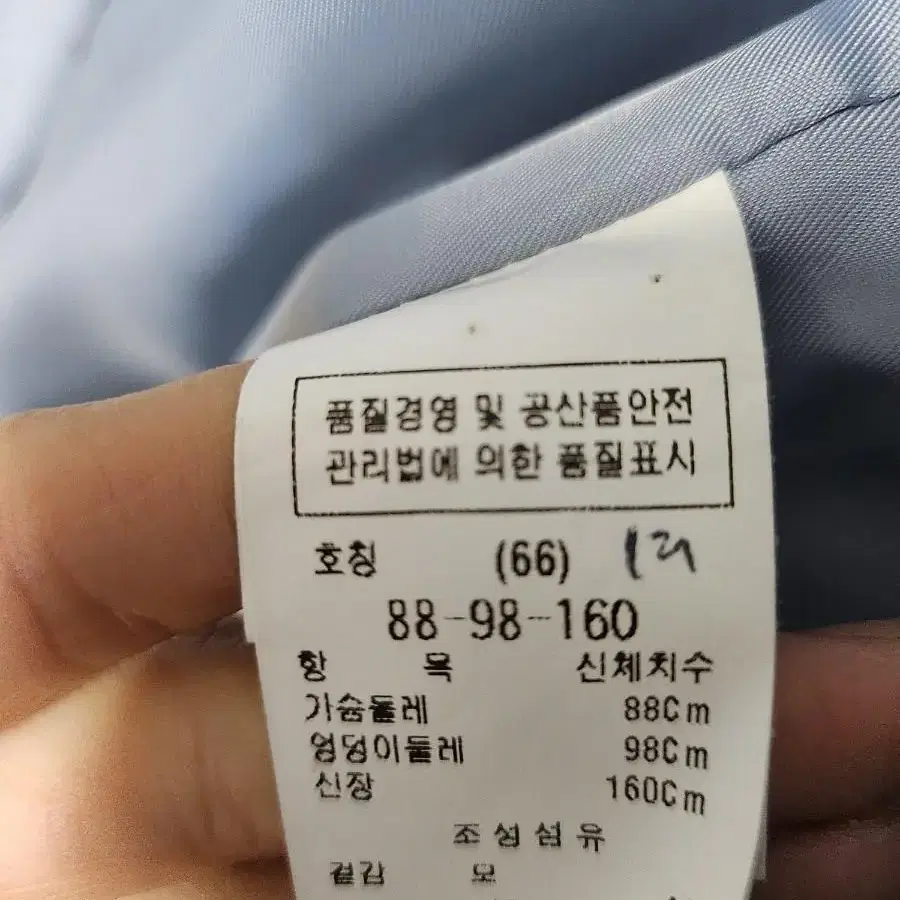 품질경영 및 공산품안전
관리법에 의한 품질표시
호칭 (66)
88-98-160
항 목 신체치수
가슴둘레 88Cm
엉덩이둘레 98Cm
신장 160Cm
조성섬유
겉감 모